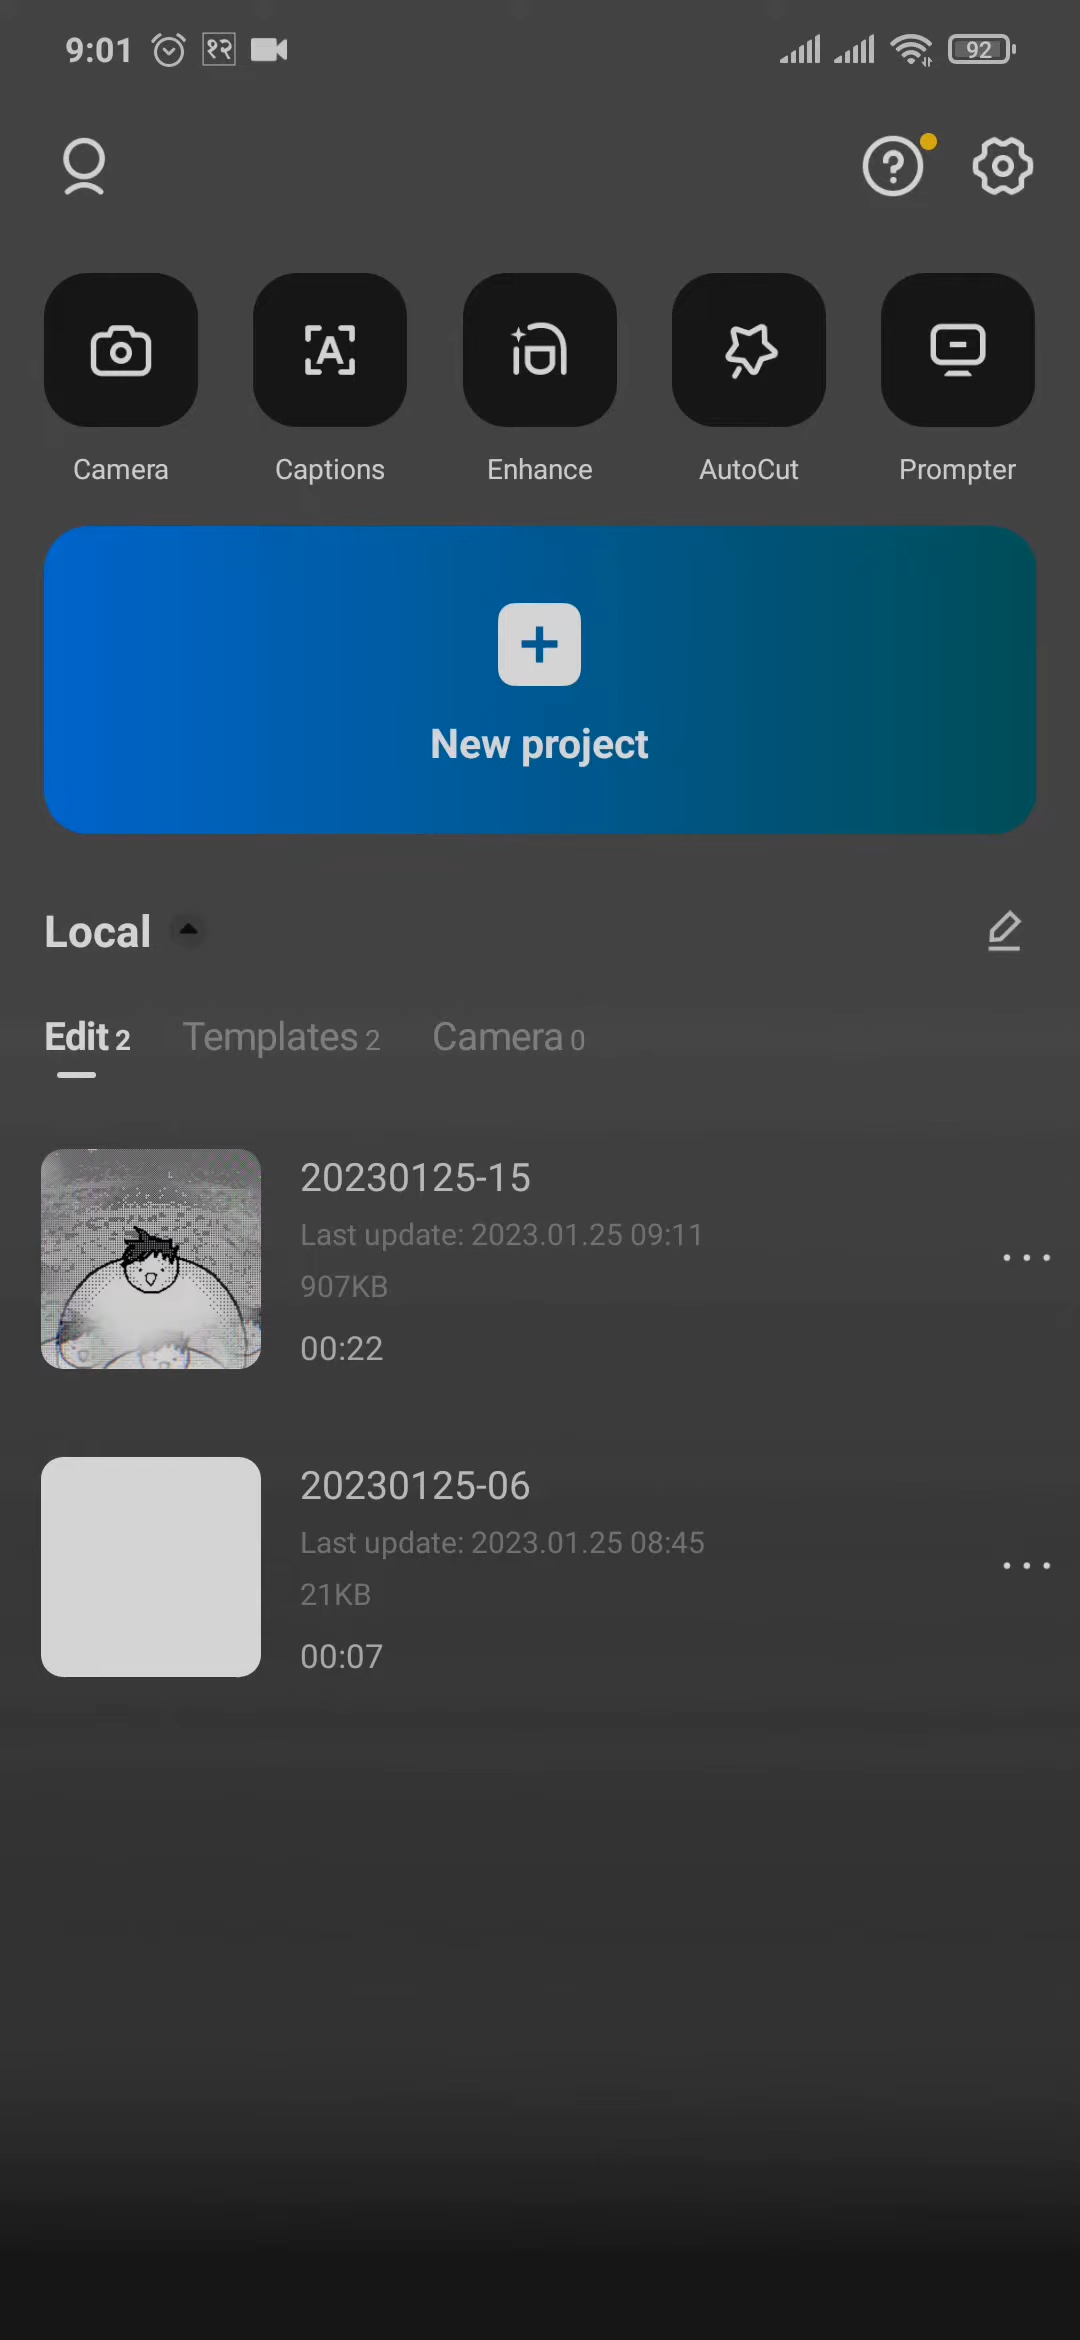 9:01 १२ 92
Camera Captions Enhance AutoCut Prompter
New project
Local
Edit 2 Templates 2 Camera 0
20230125-15
Last update: 2023.01.25 09:11
907KB
00:22
20230125-06
Last update: 2023.01.25 08:45
21KB
00:07